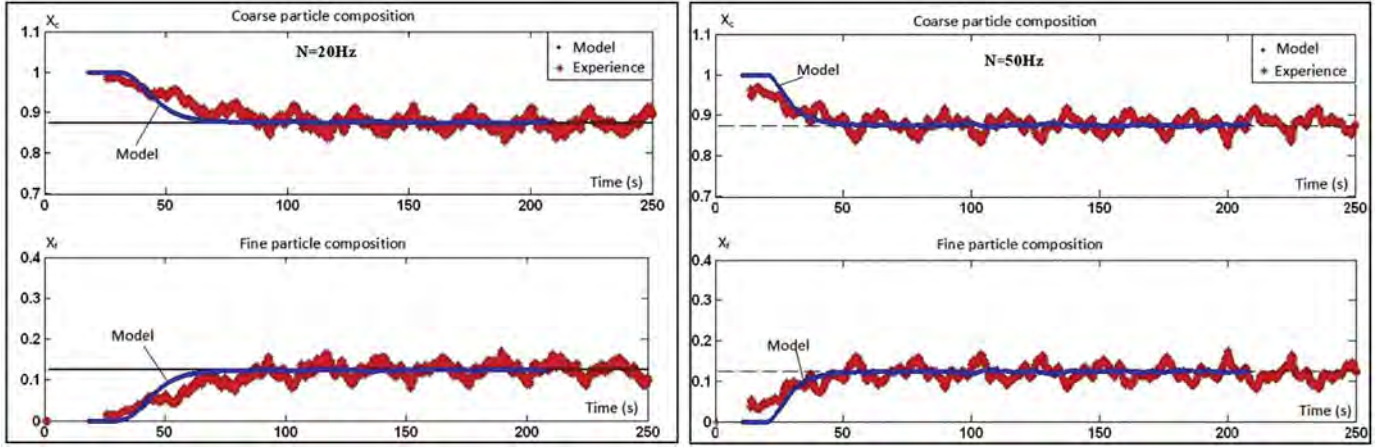 X_c
Coarse particle composition
1.1
N=20Hz
Model
Experience
1
0.9
Model
0.8
Time (s)
0.7
0
50
100
150
200
250
X_f
Fine particle composition
0.4
0.3
0.2
Model
0.1
Time (s)
0
0
50
100
150
200
250
X_c
Coarse particle composition
1.1
N=50Hz
Model
Experience
Model
1
0.9
0.8
Time (s)
0.7
0
50
100
150
200
250
X_f
Fine particle composition
0.4
0.3
0.2
Model
0.1
Time (s)
0
0
50
100
150
200
250